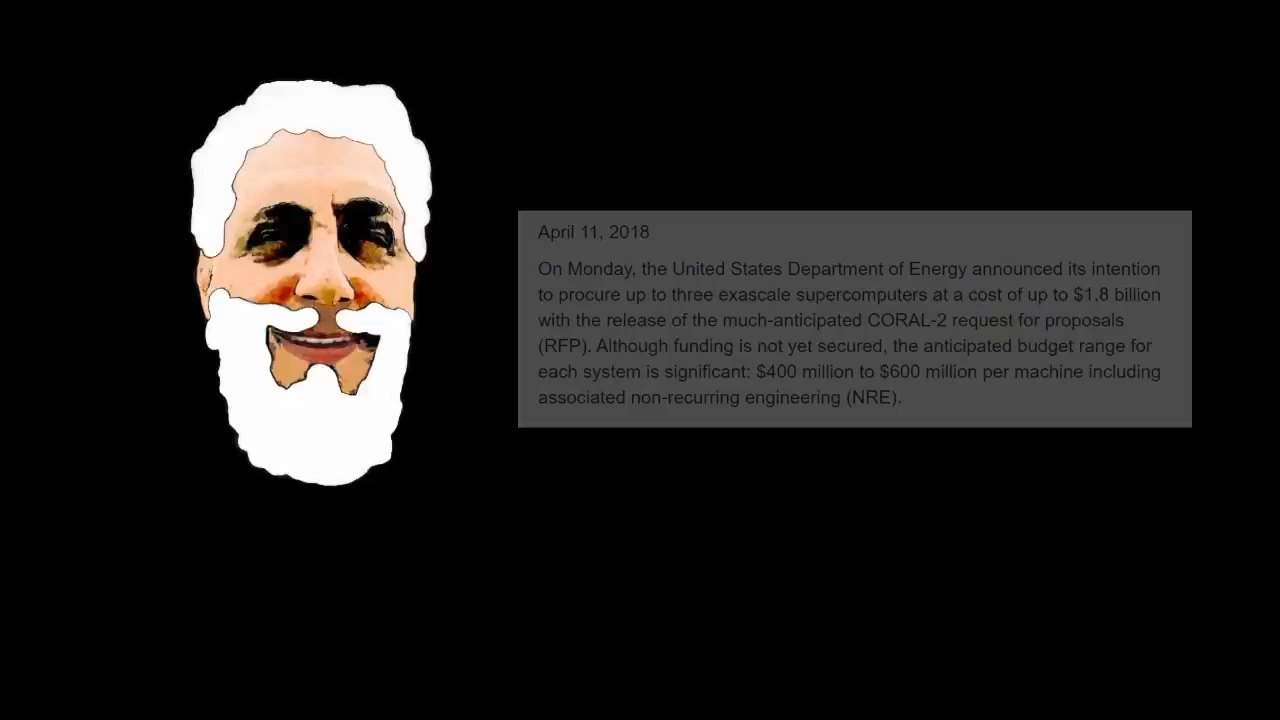 April 11, 2018
On Monday, the United States Department of Energy announced its intention
to procure up to three exascale supercomputers at a cost of up to $1.8 billion
with the release of the much-anticipated CORAL-2 request for proposals
(RFP). Although funding is not yet secured, the anticipated budget range for
each system is significant: $400 million to $600 million per machine including
associated non-recurring engineering (NRE).